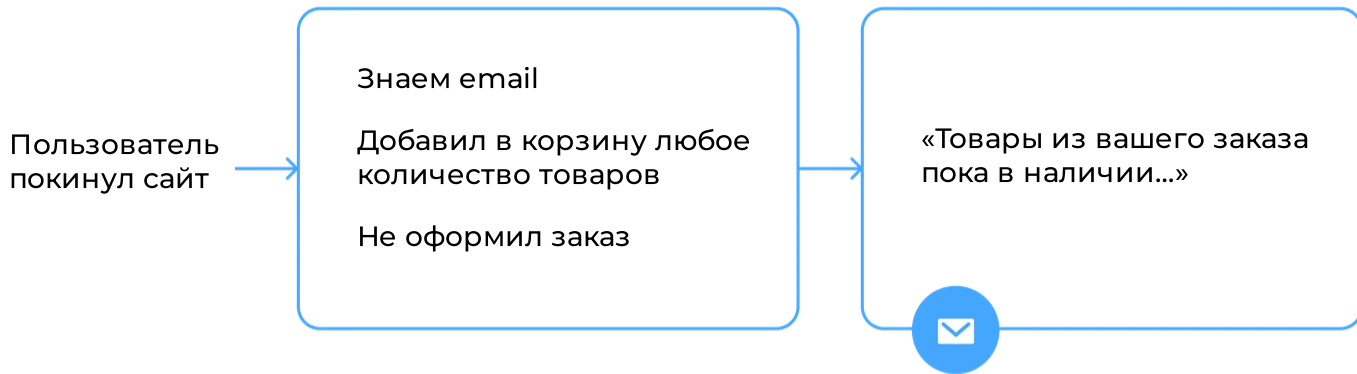 Пользователь
покинул сайт
Знаем email
Добавил в корзину любое
количество товаров
Не оформил заказ
«Товары из вашего заказа
пока в наличии...»